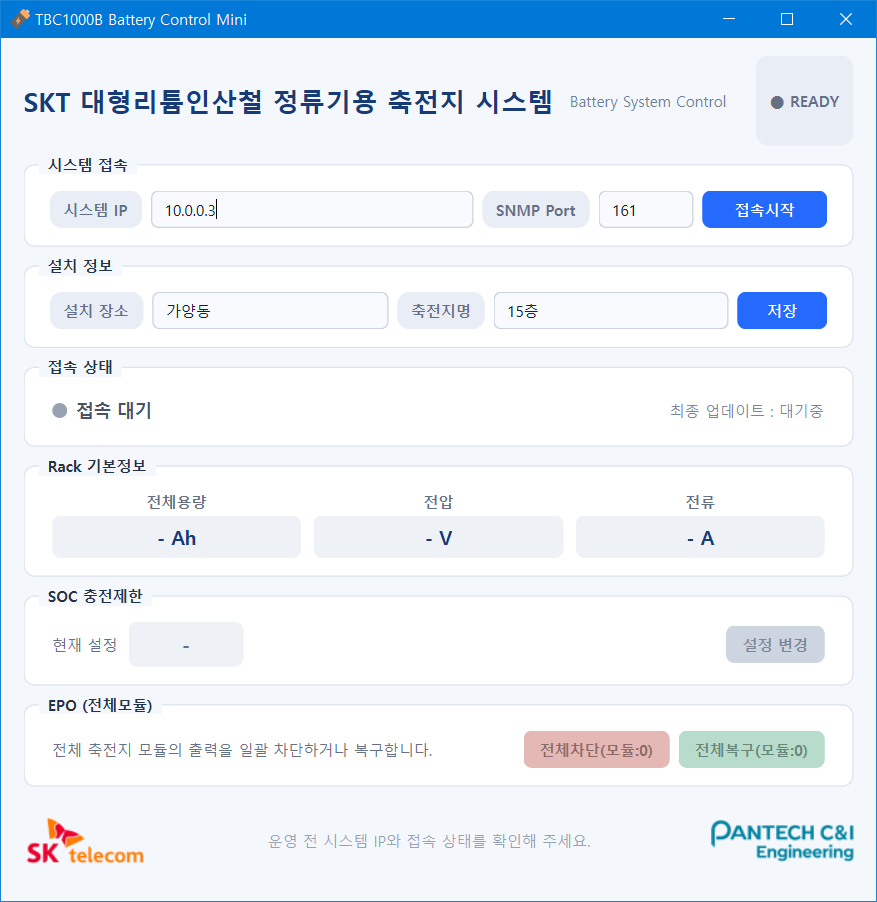 TBC1000B Battery Control Mini
SKT 대형리튬인산철 정류기용 축전지 시스템 Battery System Control ● READY
시스템 접속
시스템 IP 10.0.0.3 SNMP Port 161 접속시작
설치 정보
설치 장소 가양동 축전지명 15층 저장
접속 상태
● 접속 대기 최종 업데이트 : 대기중
Rack 기본정보
전체용량 전압 전류
- Ah - V - A
SOC 충전제한
현재 설정 - 설정 변경
EPO (전체모듈)
전체 축전지 모듈의 출력을 일괄 차단하거나 복구합니다. 전체차단(모듈:0) 전체복구(모듈:0)
SK telecom 운영 전 시스템 IP와 접속 상태를 확인해 주세요. PANTECH C&I
Engineering